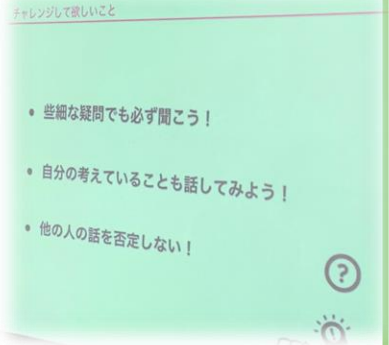 チャレンジして欲しいこと
• 些細な疑問でも必ず聞こう！
• 自分の考えていることも話してみよう！
• 他の人の話を否定しない！
?